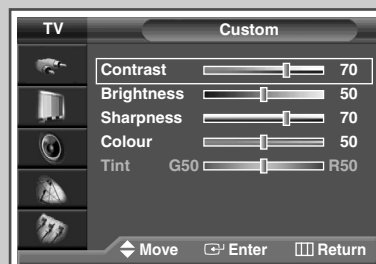 TV
Custom
Contrast 70
Brightness 50
Sharpness 70
Colour 50
Tint G50 R50
Move Enter Return